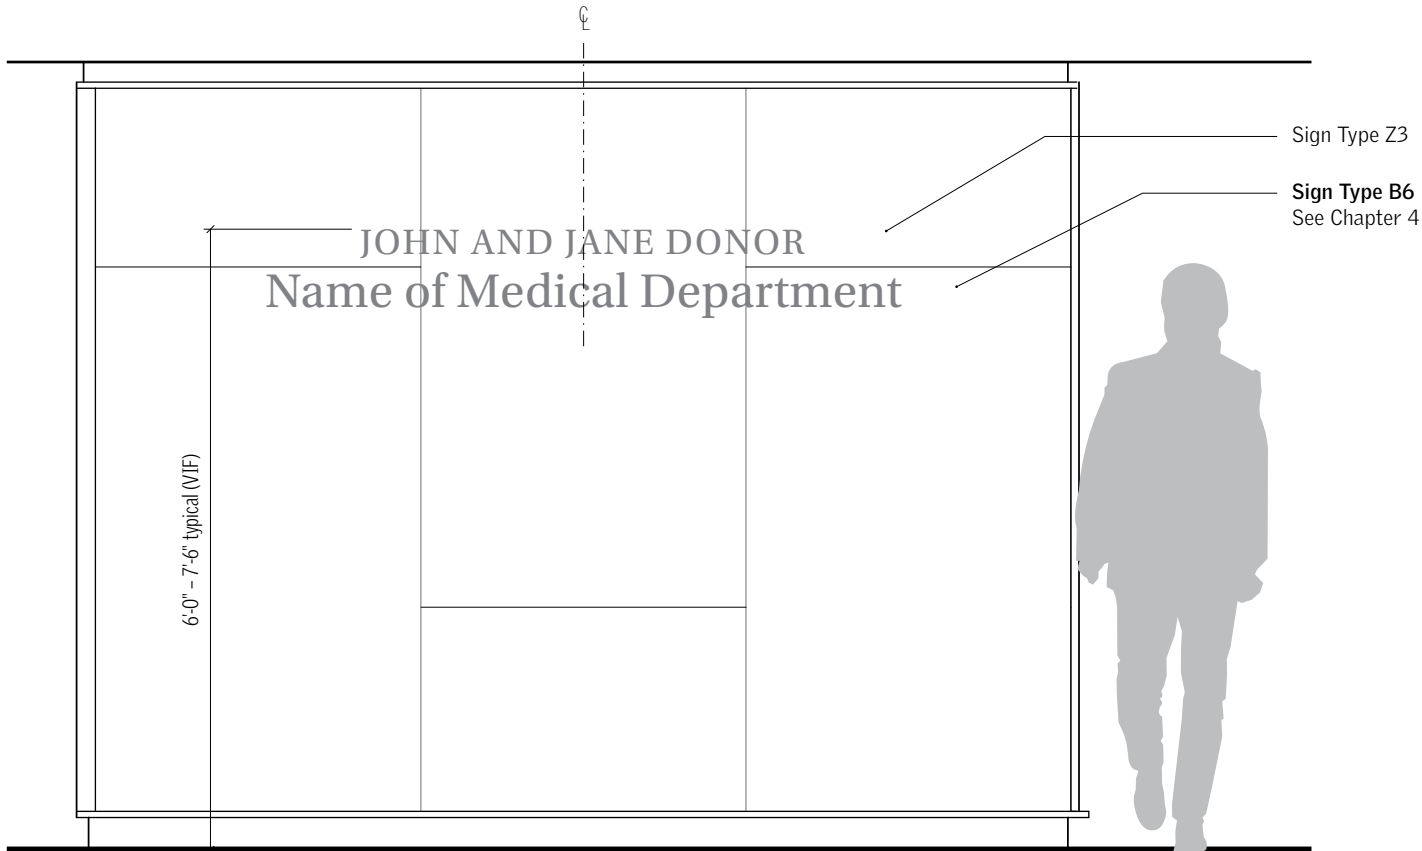 ℄
Sign Type Z3
Sign Type B6
See Chapter 4
JOHN AND JANE DONOR
Name of Medical Department
6'-0" – 7'-6" typical (VIF)